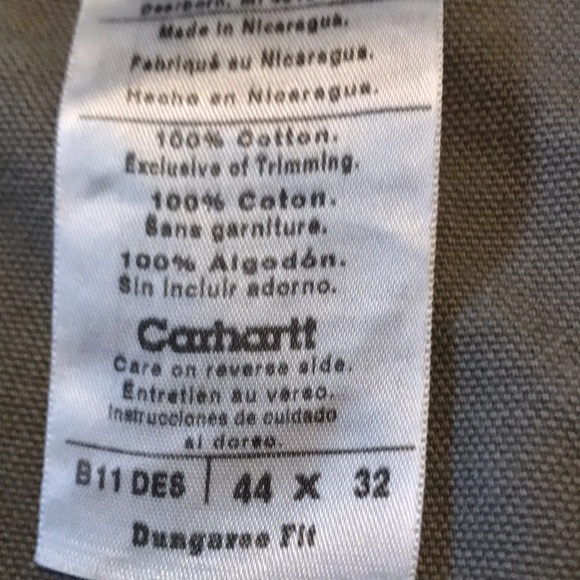 Dearborn, MI
Made in Nicaragua.
Fabriqué au Nicaragua.
Hecho en Nicaragua.
100% Cotton.
Exclusive of Trimming.
100% Coton.
Sans garniture.
100% Algodón.
Sin incluir adorno.
Carhartt
Care on reverse side.
Entretien au verso.
Instrucciones de cuidado
al dorso.
B11 DES | 44 X 32
Dungaree Fit